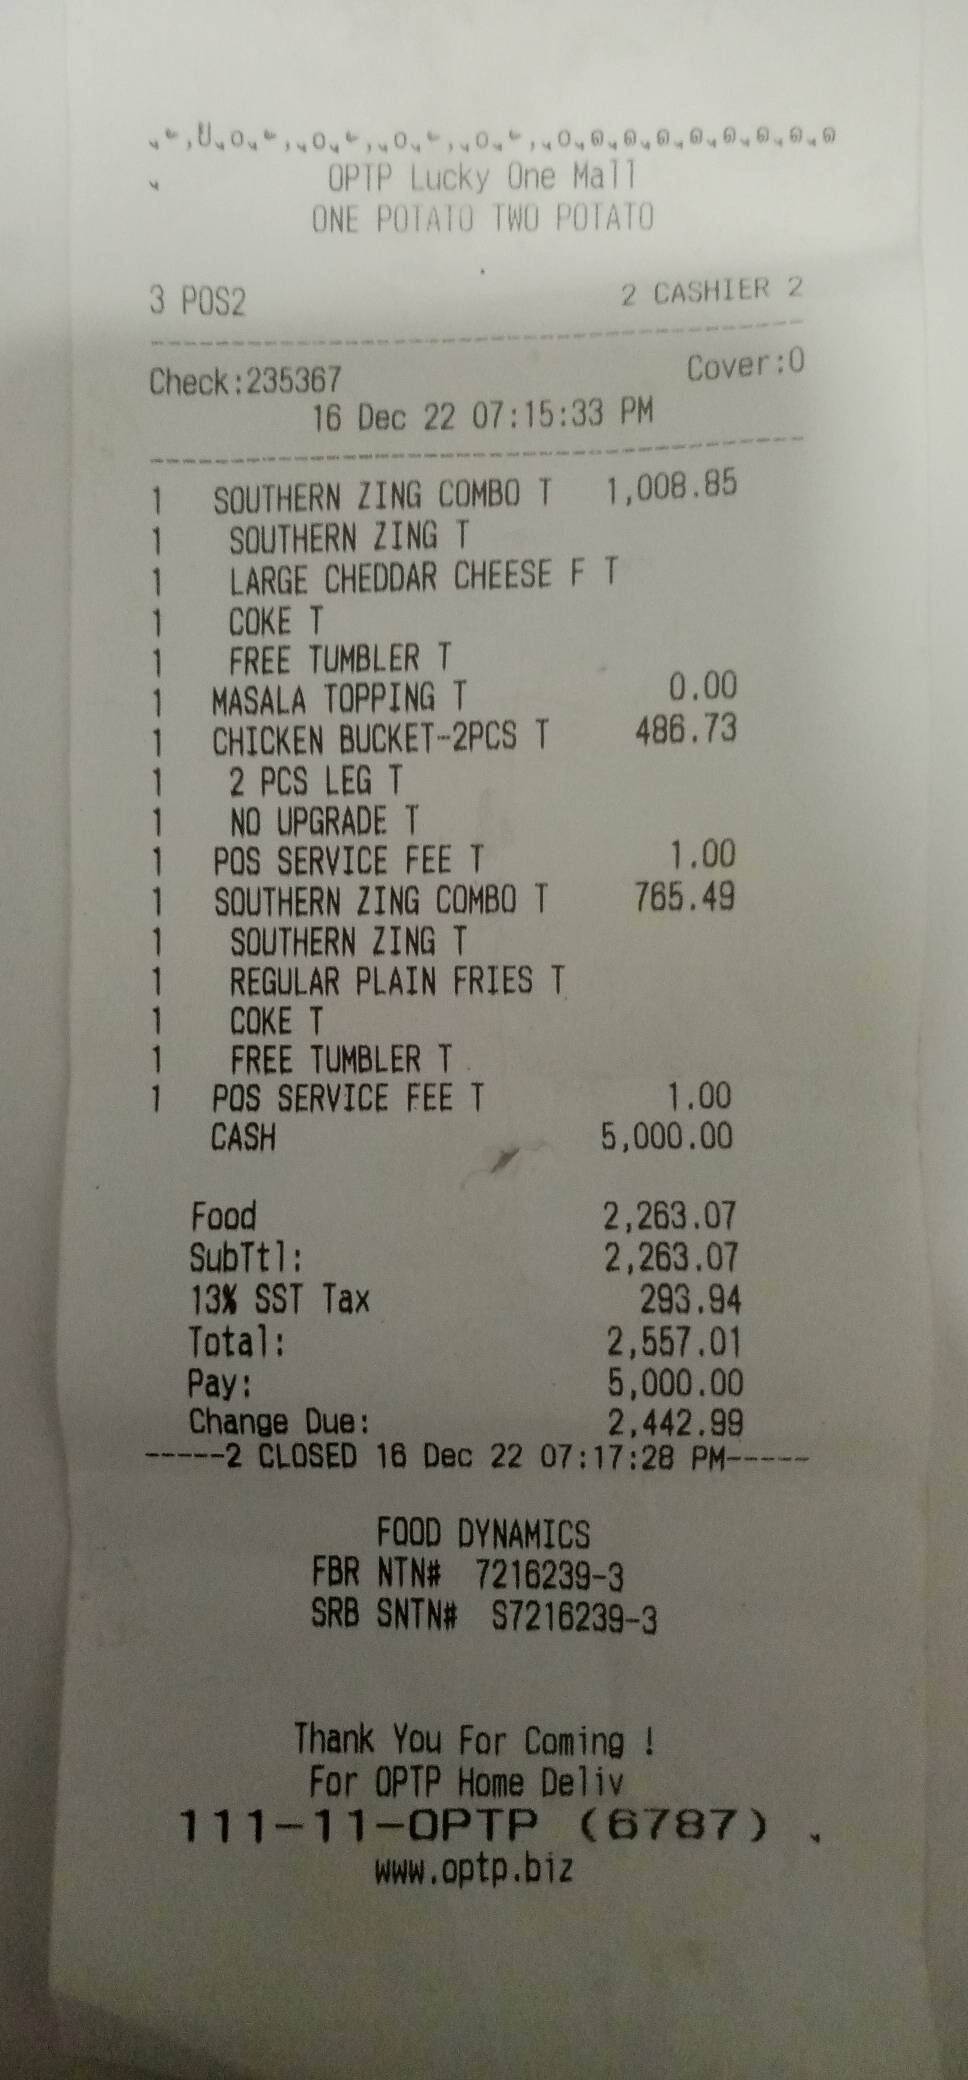 OPTP Lucky One Mall
ONE POTATO TWO POTATO
3 POS2 2 CASHIER 2
Check:235367 Cover:0
16 Dec 22 07:15:33 PM
1 SOUTHERN ZING COMBO T 1,008.85
1 SOUTHERN ZING T
1 LARGE CHEDDAR CHEESE F T
1 COKE T
1 FREE TUMBLER T
1 MASALA TOPPING T 0.00
1 CHICKEN BUCKET-2PCS T 486.73
1 2 PCS LEG T
1 NO UPGRADE T
1 POS SERVICE FEE T 1.00
1 SOUTHERN ZING COMBO T 765.49
1 SOUTHERN ZING T
1 REGULAR PLAIN FRIES T
1 COKE T
1 FREE TUMBLER T
1 POS SERVICE FEE T 1.00
CASH 5,000.00
Food 2,263.07
SubTtl: 2,263.07
13% SST Tax 293.94
Total: 2,557.01
Pay: 5,000.00
Change Due: 2,442.99
-----2 CLOSED 16 Dec 22 07:17:28 PM-----
FOOD DYNAMICS
FBR NTN# 7216239-3
SRB SNTN# S7216239-3
Thank You For Coming !
For OPTP Home Deliv
111-11-OPTP (6787)
www.optp.biz